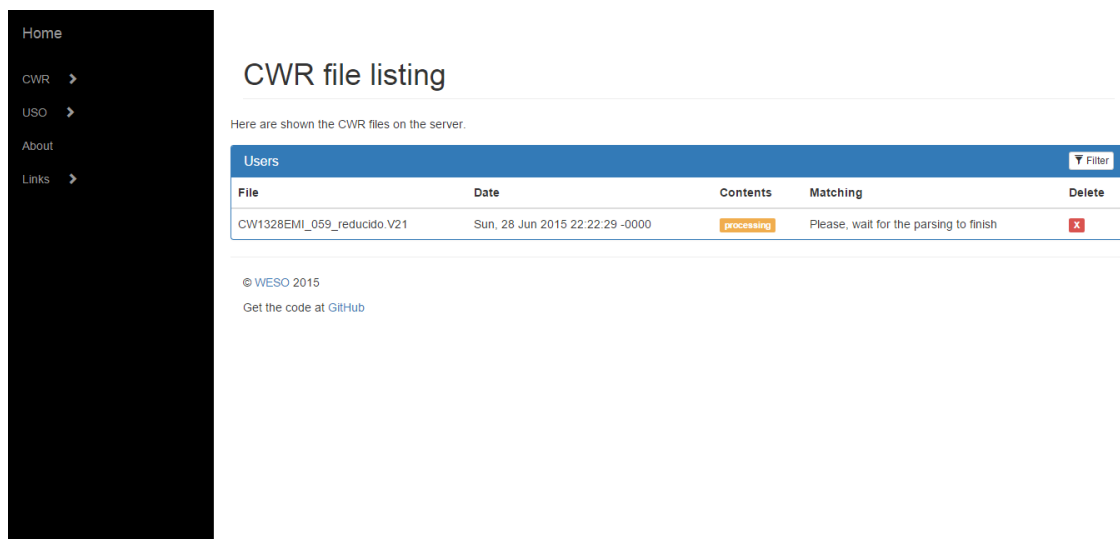 Home
CWR
USO
About
Links
CWR file listing
Here are shown the CWR files on the server.
Users Filter
File Date Contents Matching Delete
CW1328EMI_059_reducido.V21 Sun, 28 Jun 2015 22:22:29 -0000 processing Please, wait for the parsing to finish X
© WESO 2015
Get the code at GitHub